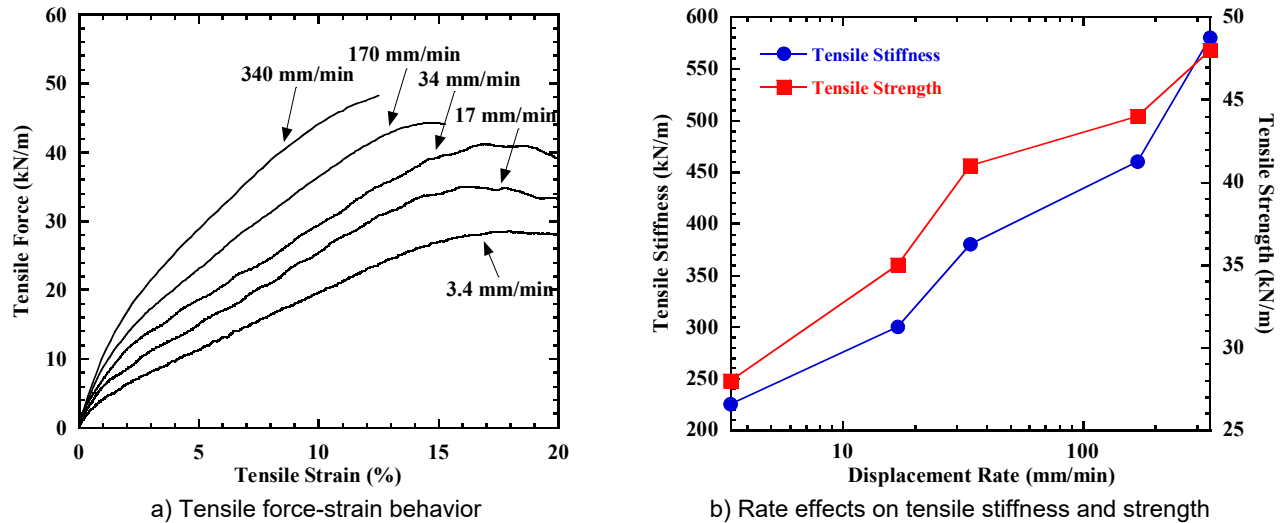 60
50
40
30
20
10
0
0
5
10
15
20
Tensile Force (kN/m)
Tensile Strain (%)
340 mm/min
170 mm/min
34 mm/min
17 mm/min
3.4 mm/min
a) Tensile force-strain behavior
600
550
500
450
400
350
300
250
200
50
45
40
35
30
25
10
100
Tensile Stiffness (kN/m)
Tensile Strength (kN/m)
Displacement Rate (mm/min)
Tensile Stiffness
Tensile Strength
b) Rate effects on tensile stiffness and strength